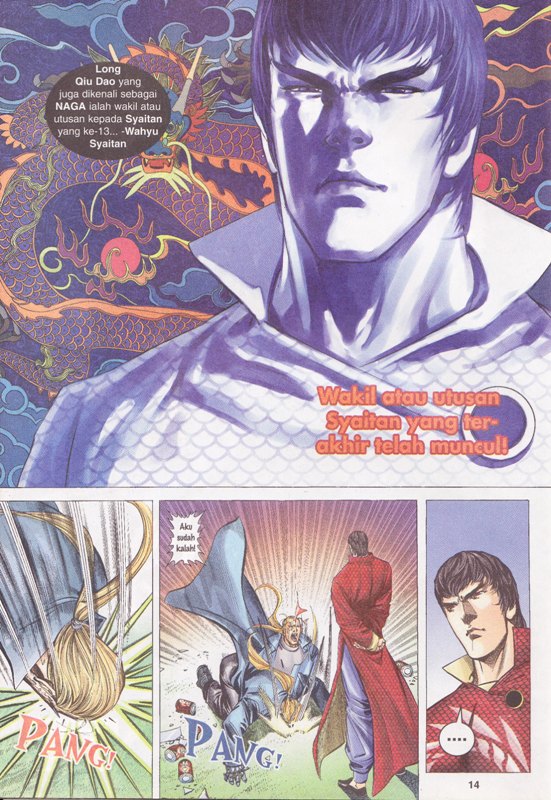 Long
Qiu Dao yang
juga dikenali sebagai
NAGA ialah wakil atau
utusan kepada Syaitan
yang ke-13... -Wahyu
Syaitan
Wakil atau utusan
Syaitan yang ter-
akhir telah muncul!
Aku
sudah
kalah!
PANG!
PANG!
....
14